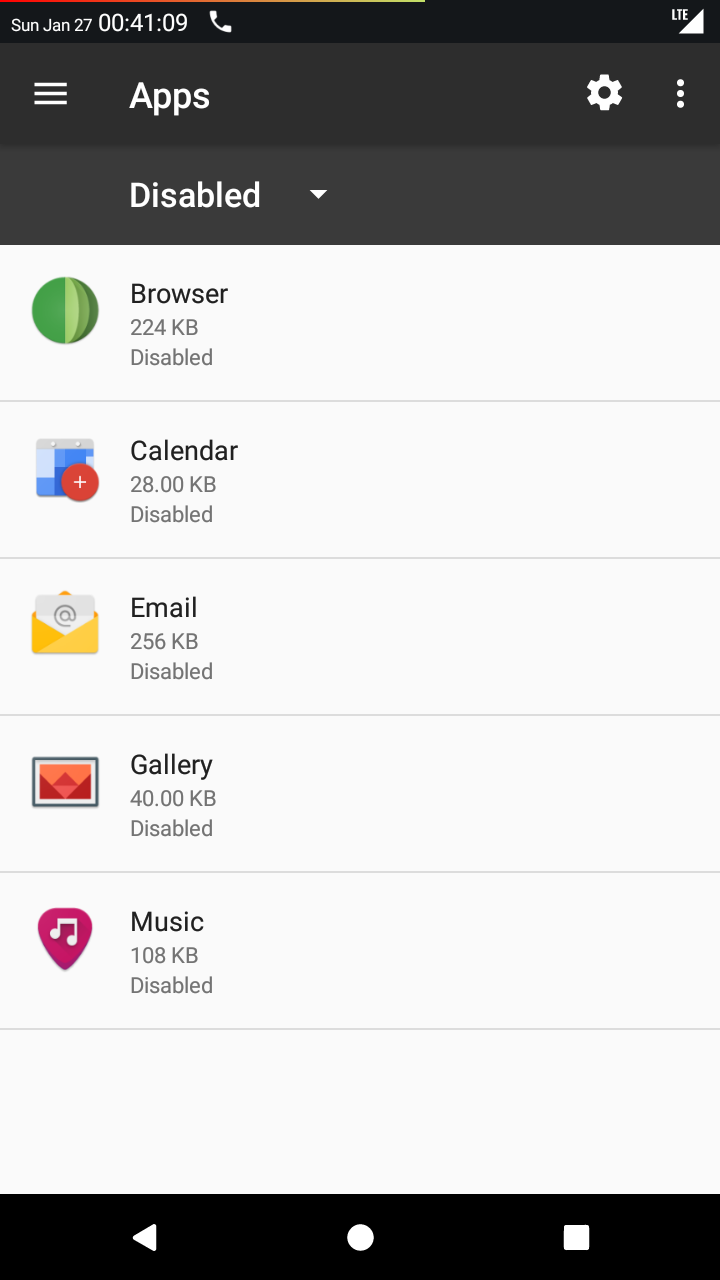 Sun Jan 27 00:41:09
LTE
Apps
Disabled
Browser
224 KB
Disabled
Calendar
28.00 KB
Disabled
@
Email
256 KB
Disabled
Gallery
40.00 KB
Disabled
Music
108 KB
Disabled